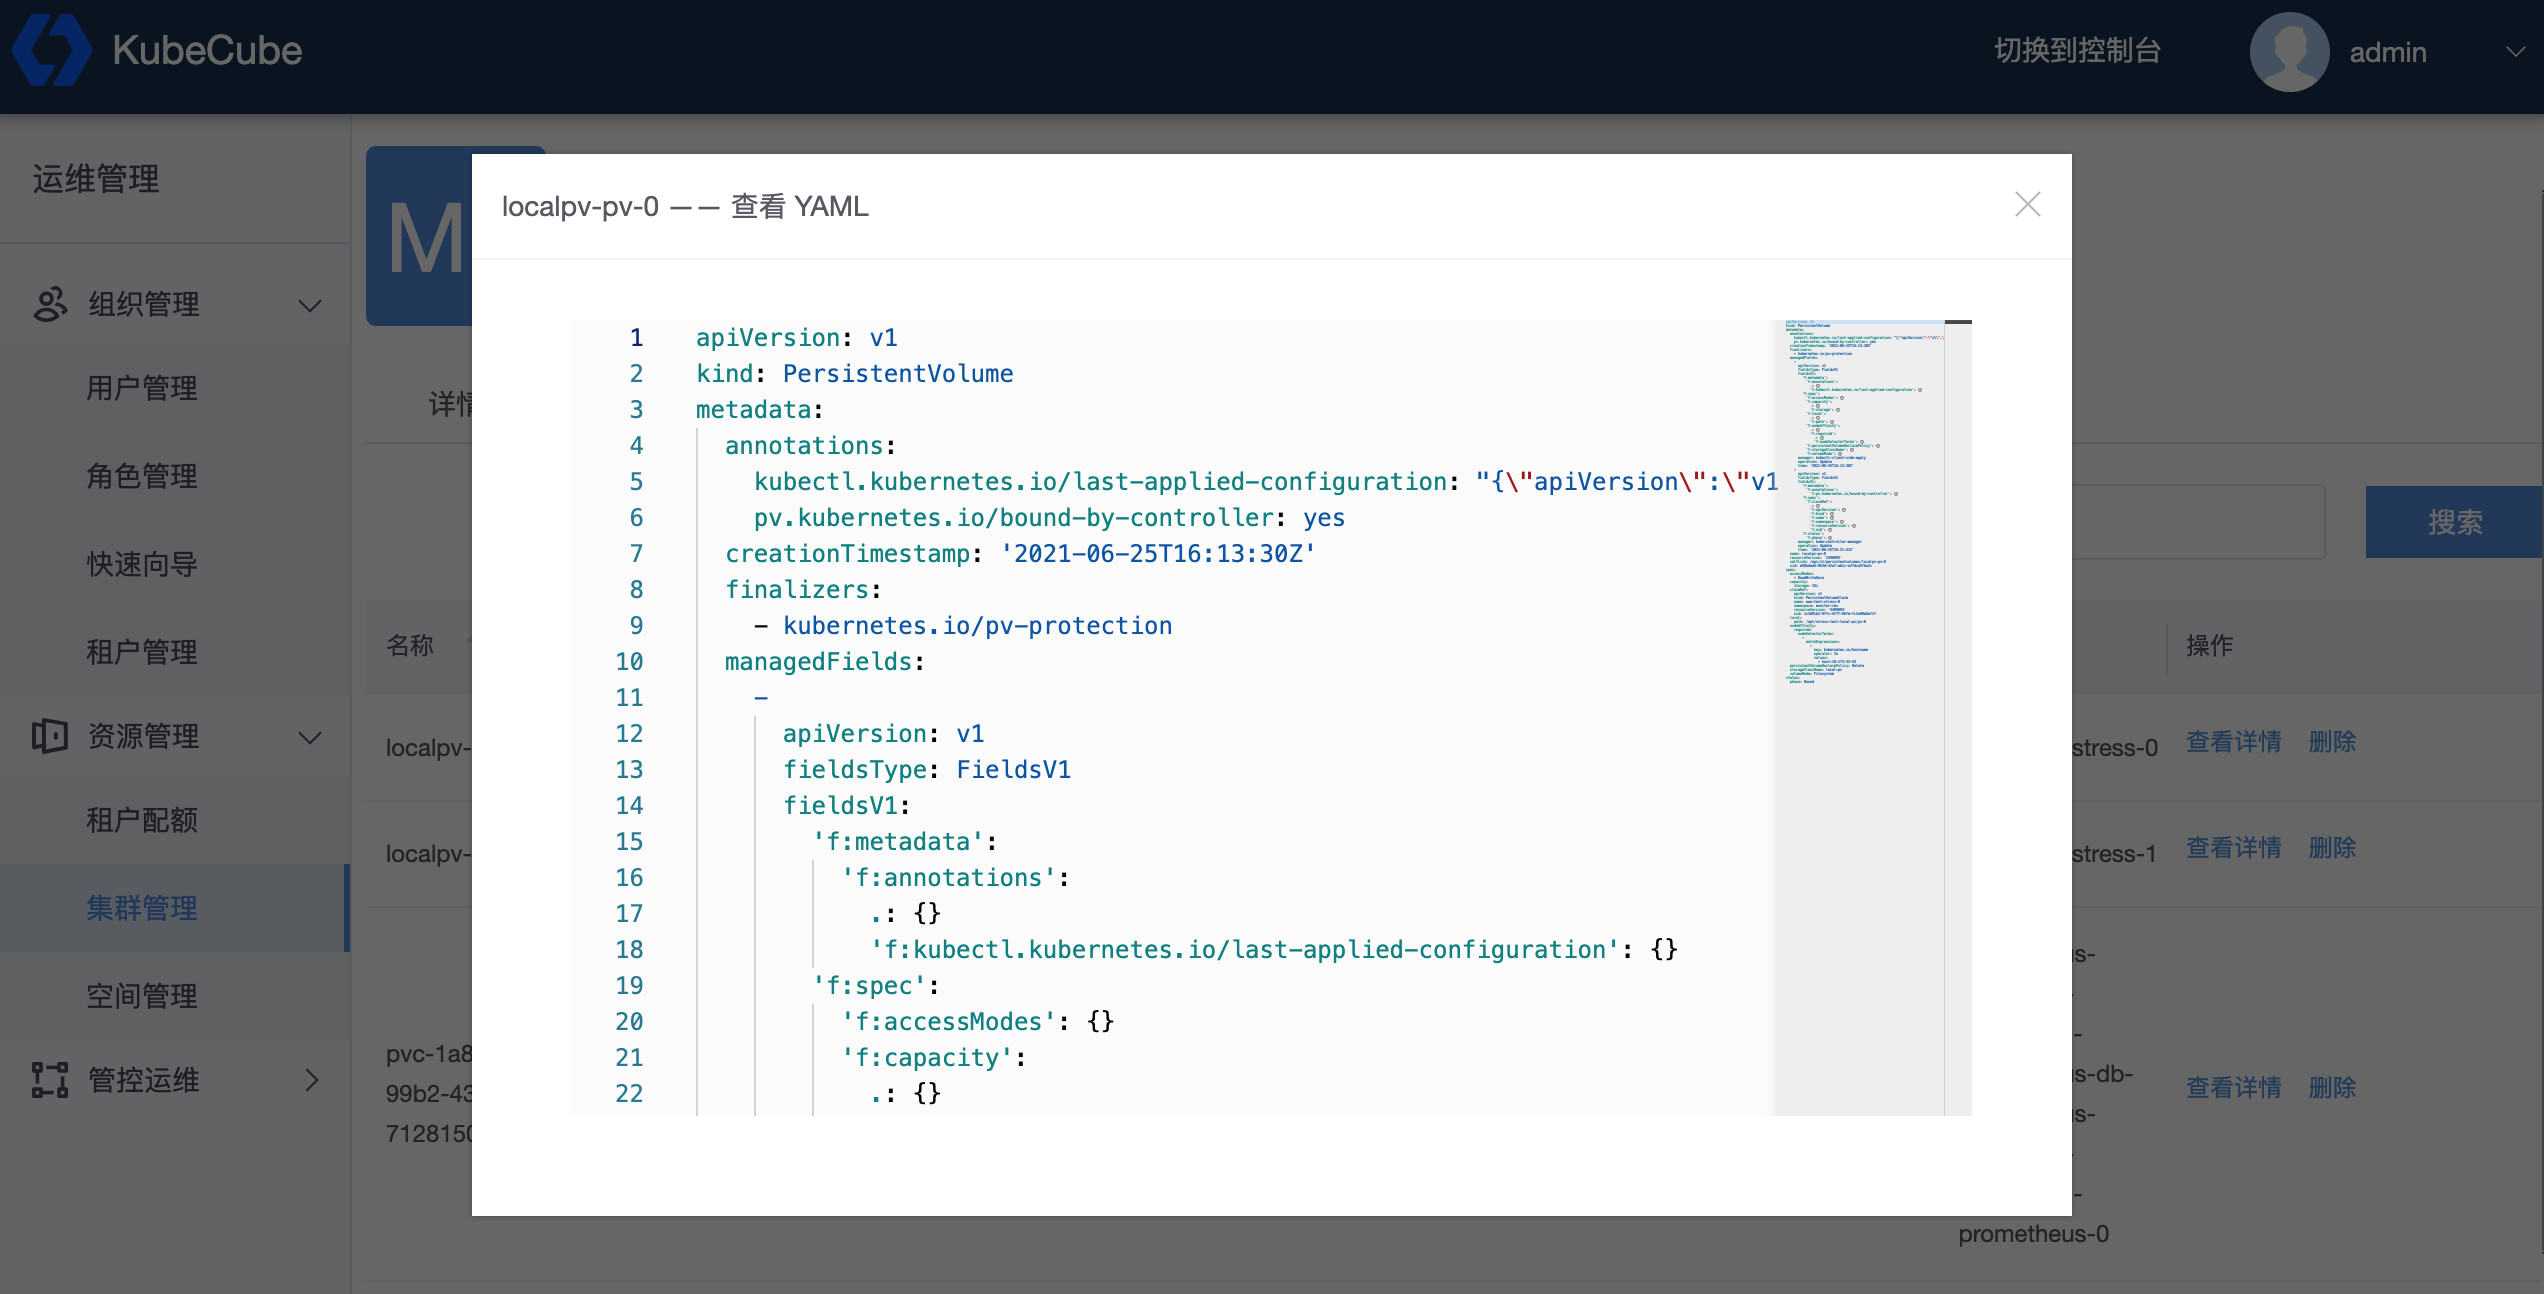 KubeCube
切换到控制台
admin
运维管理
组织管理
用户管理
角色管理
快速向导
租户管理
资源管理
租户配额
集群管理
空间管理
管控运维
M
详情
搜索
名称
操作
localpv-
stress-0
查看详情 删除
localpv-
stress-1
查看详情 删除
pvc-1a8
99b2-43
7128150
s-
-
us-db-
s-
-
prometheus-0
查看详情 删除
localpv-pv-0 —— 查看 YAML
1 apiVersion: v1
2 kind: PersistentVolume
3 metadata:
4 annotations:
5 kubectl.kubernetes.io/last-applied-configuration: "{\"apiVersion\":\"v1
6 pv.kubernetes.io/bound-by-controller: yes
7 creationTimestamp: '2021-06-25T16:13:30Z'
8 finalizers:
9 - kubernetes.io/pv-protection
10 managedFields:
11 -
12 apiVersion: v1
13 fieldsType: FieldsV1
14 fieldsV1:
15 'f:metadata':
16 'f:annotations':
17 .: {}
18 'f:kubectl.kubernetes.io/last-applied-configuration': {}
19 'f:spec':
20 'f:accessModes': {}
21 'f:capacity':
22 .: {}